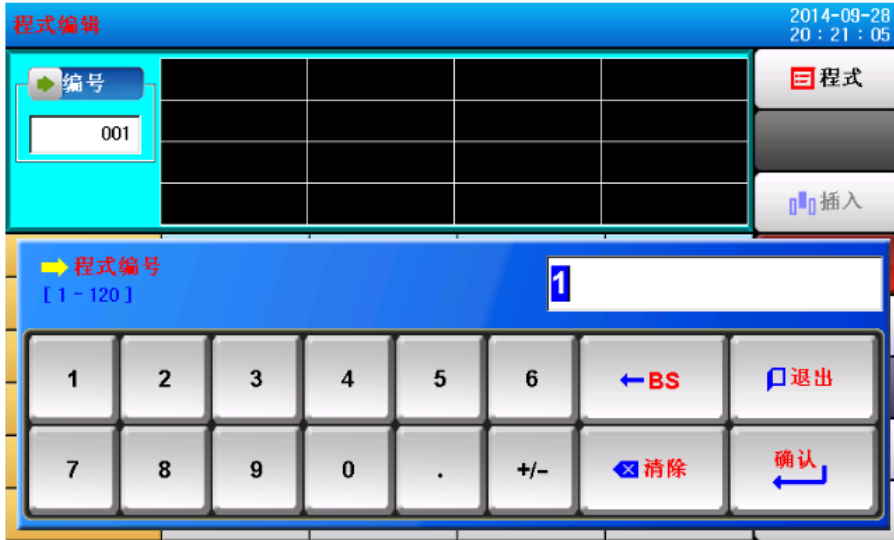 程式编辑
2014-09-28
20 : 21 : 05
编号
001
程式
插入
程式编号
[ 1 ~ 120 ]
1
1 2 3 4 5 6 ←BS 退出
7 8 9 0 . +/- 清除 确认